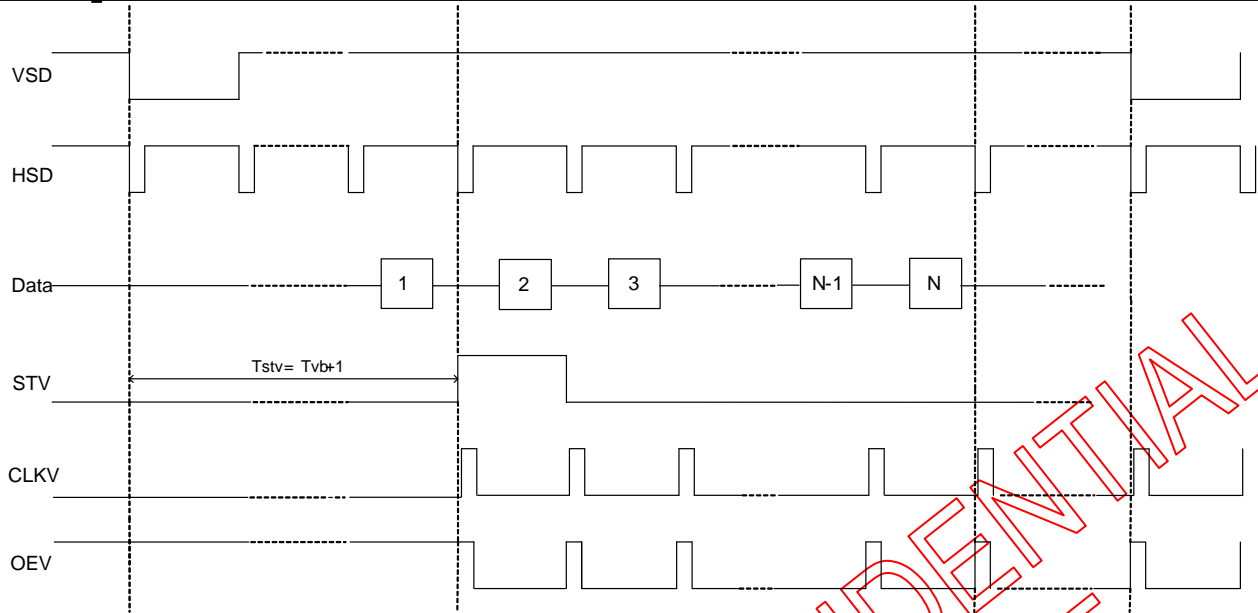 VSD
HSD
Data
1
2
3
N-1
N
Tstv= Tvb+1
STV
CLKV
OEV